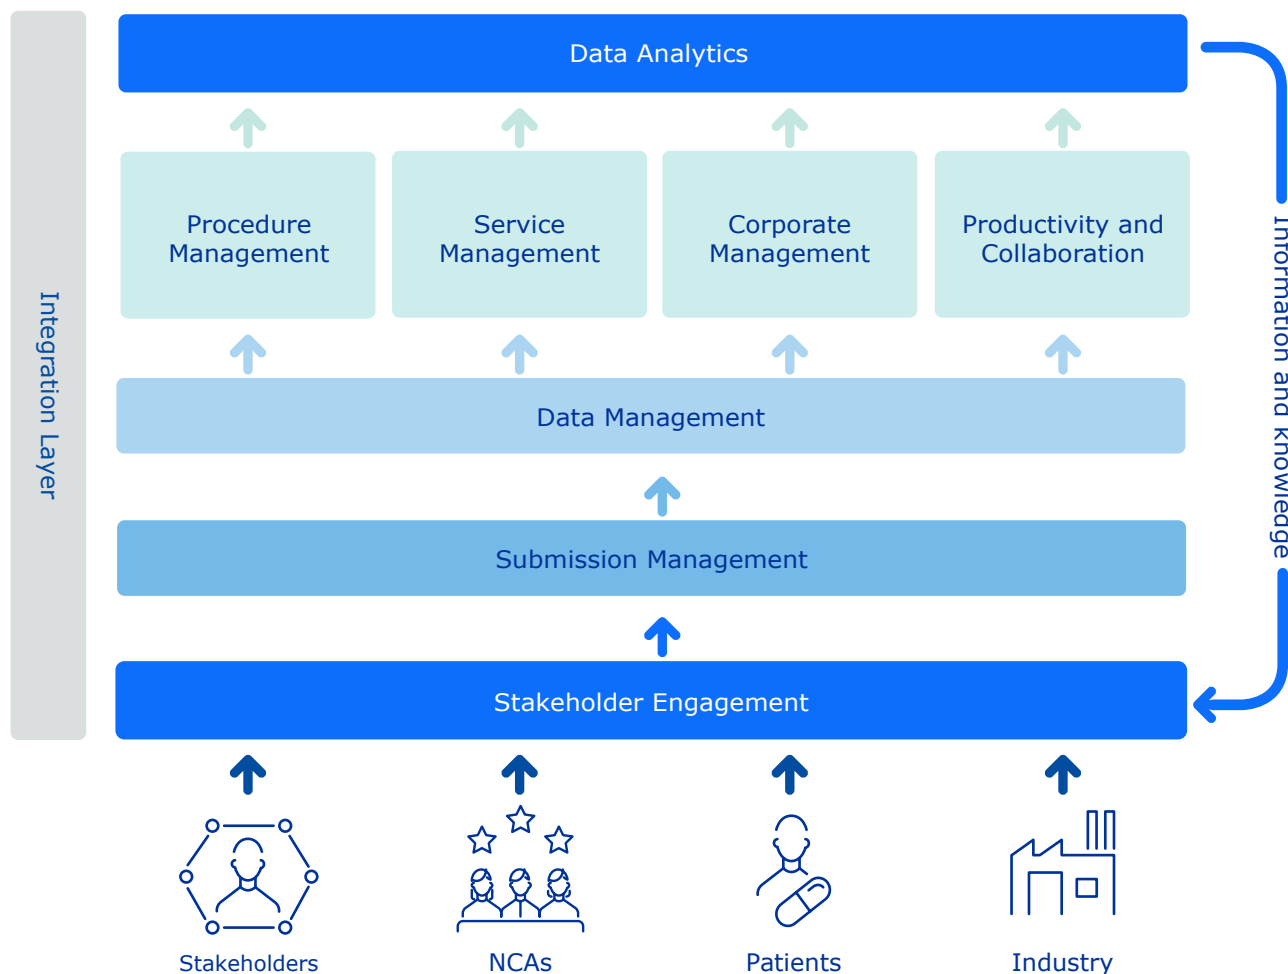 Data Analytics
Procedure
Management
Service
Management
Corporate
Management
Productivity and
Collaboration
Integration Layer
Information and Knowledge
Data Management
Submission Management
Stakeholder Engagement
Stakeholders
NCAs
Patients
Industry